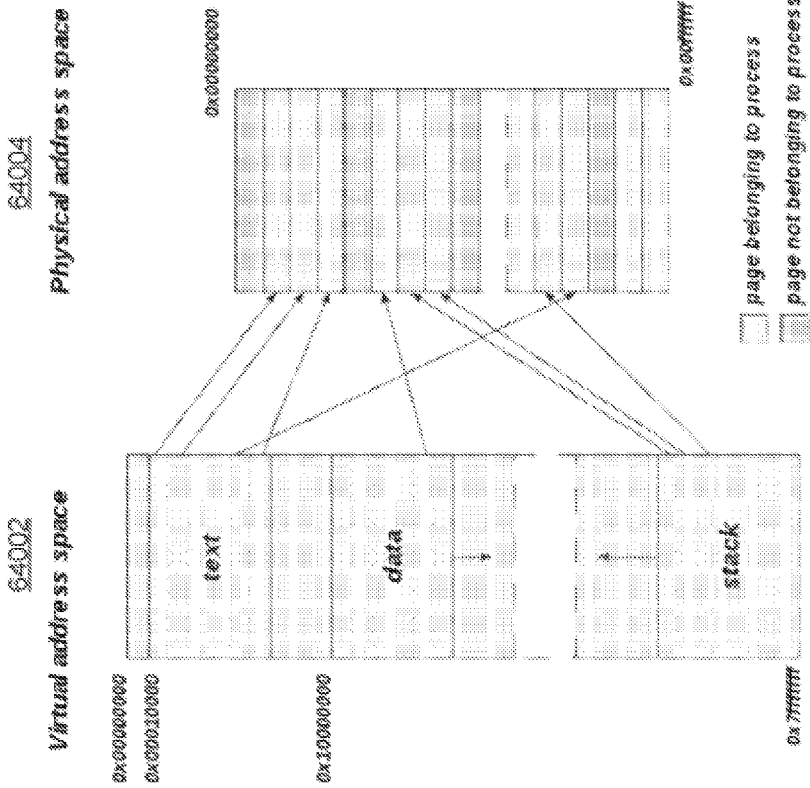 64002
Virtual address space
64004
Physical address space
0x00000000
0x00010000
0x10000000
0x7fffffff
text
data
stack
0x00000000
0x00ffffff
page belonging to process
page not belonging to process